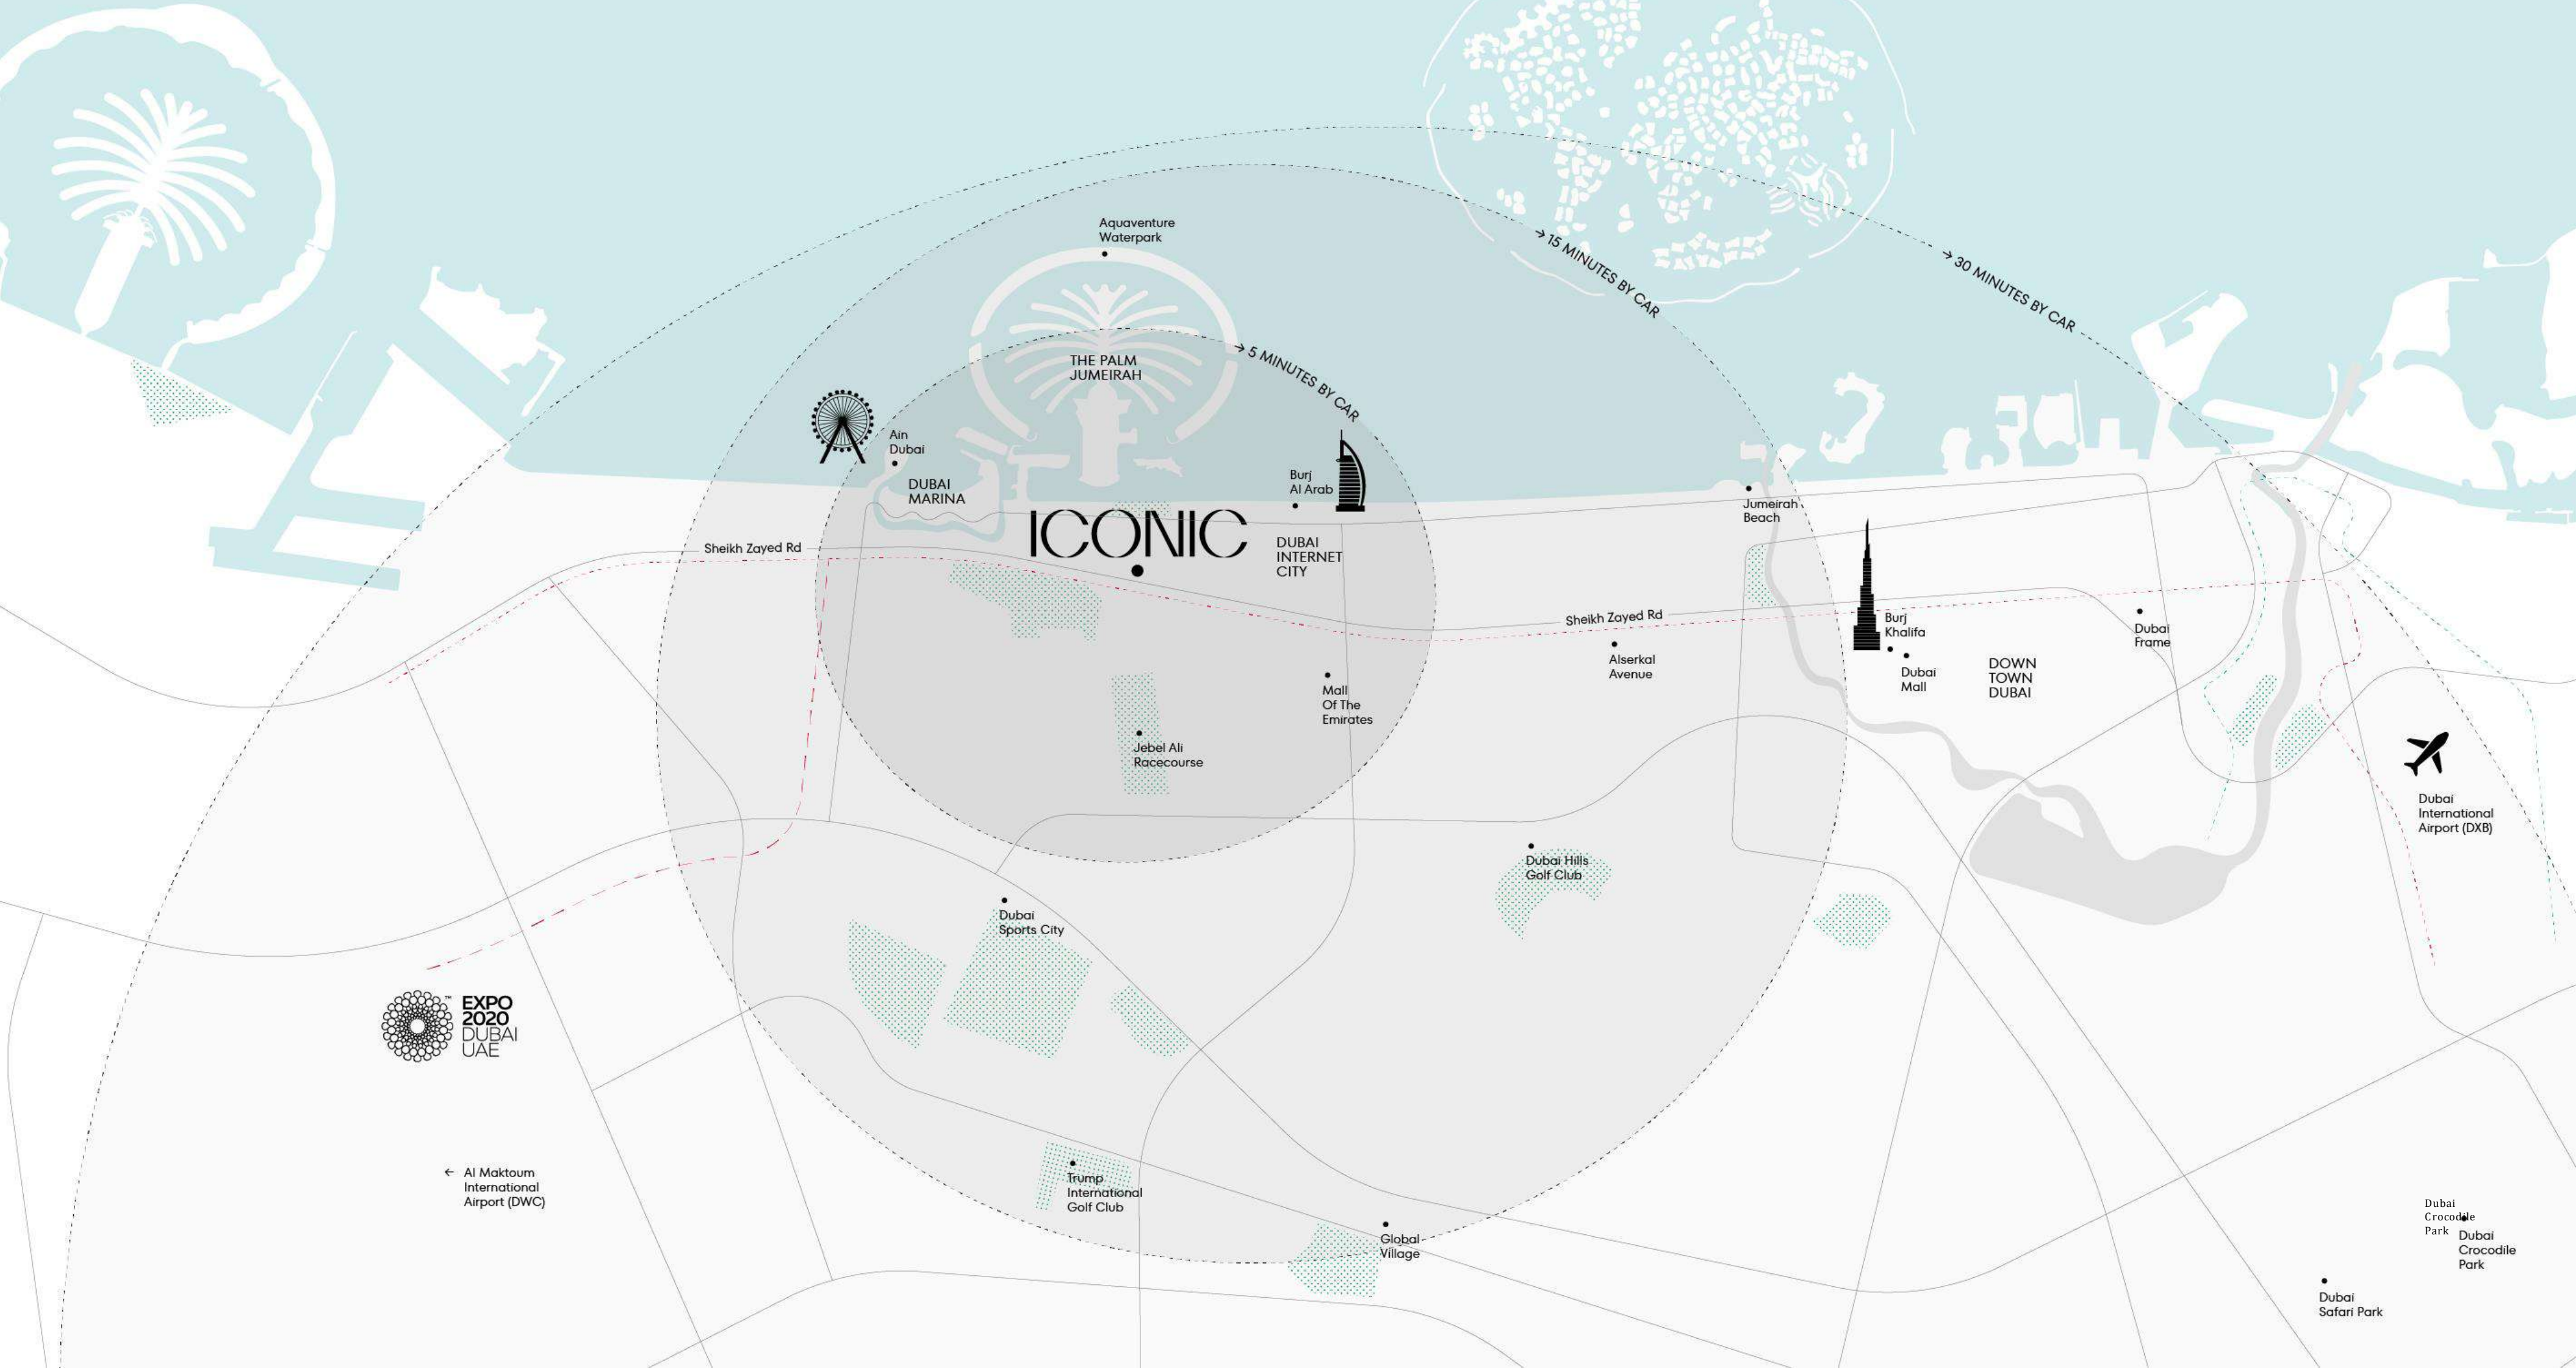 Aquaventure
Waterpark
→ 15 MINUTES BY CAR
→ 30 MINUTES BY CAR
THE PALM
JUMEIRAH
→ 5 MINUTES BY CAR
Ain
Dubai
DUBAI
MARINA
Burj
Al Arab
ICONIC
DUBAI
INTERNET
CITY
Jumeirah
Beach
Sheikh Zayed Rd
Sheikh Zayed Rd
Burj
Khalifa
Dubai
Mall
Dubai
Frame
Alserkal
Avenue
DOWN
TOWN
DUBAI
Mall
Of The
Emirates
Jebel Ali
Racecourse
Dubai
International
Airport (DXB)
Dubai Hills
Golf Club
Dubai
Sports City
EXPO™
2020
DUBAI
UAE
← Al Maktoum
International
Airport (DWC)
Trump
International
Golf Club
Global
Village
Dubai
Crocodile
Park
Dubai
Crocodile
Park
Dubai
Safari Park